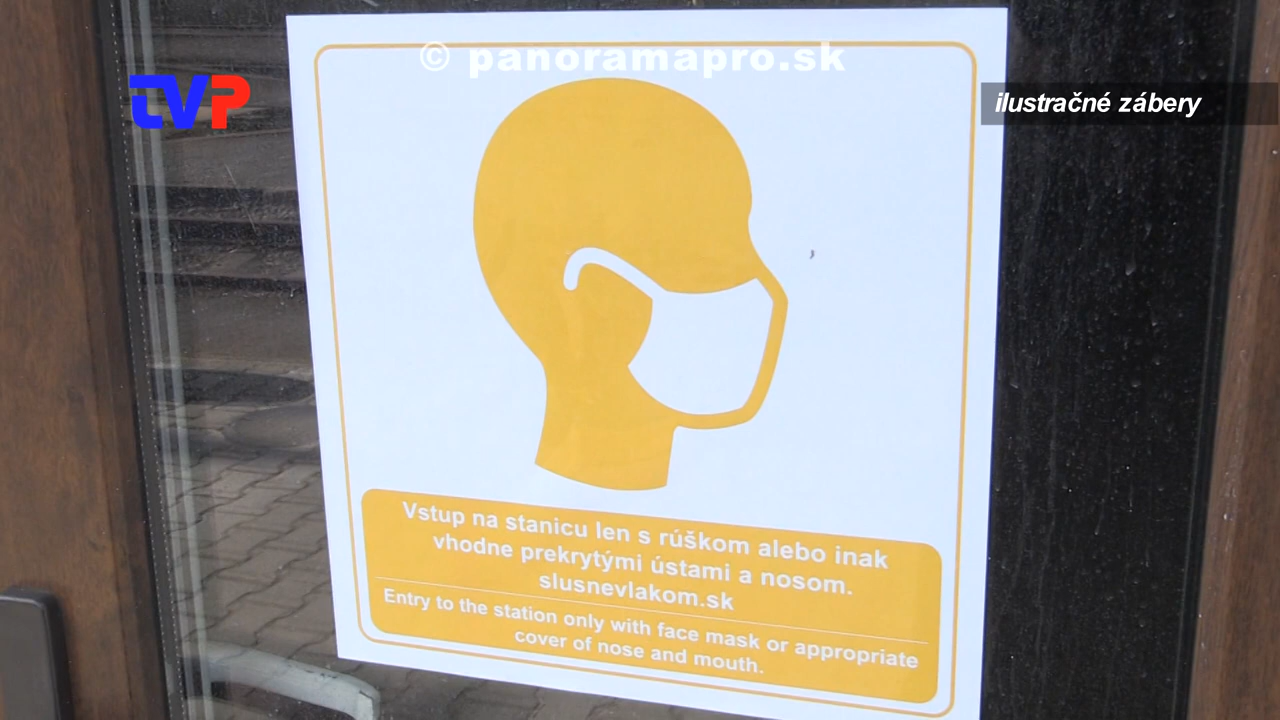 © panoramapro.sk
TVP
ilustračné zábery
Vstup na stanicu len s rúškom alebo inak
vhodne prekrytými ústami a nosom.
slusnevlakom.sk
Entry to the station only with face mask or appropriate
cover of nose and mouth.